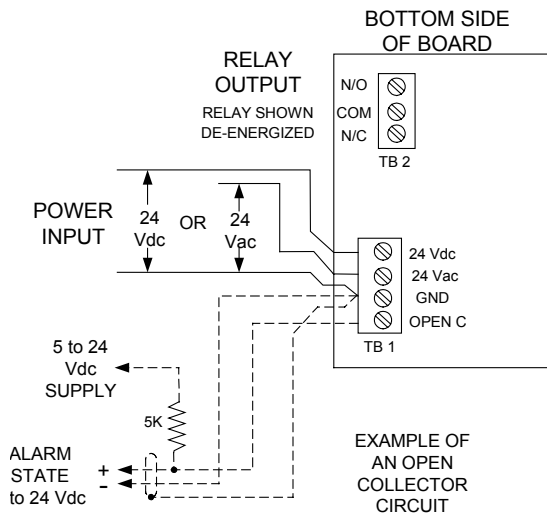 BOTTOM SIDE
OF BOARD
RELAY
OUTPUT
RELAY SHOWN
DE-ENERGIZED
N/O
COM
N/C
TB 2
POWER
INPUT
24
Vdc
OR
24
Vac
24 Vdc
24 Vac
GND
OPEN C
TB 1
5 to 24
Vdc
SUPPLY
5K
ALARM
STATE
to 24 Vdc
+
-
EXAMPLE OF
AN OPEN
COLLECTOR
CIRCUIT